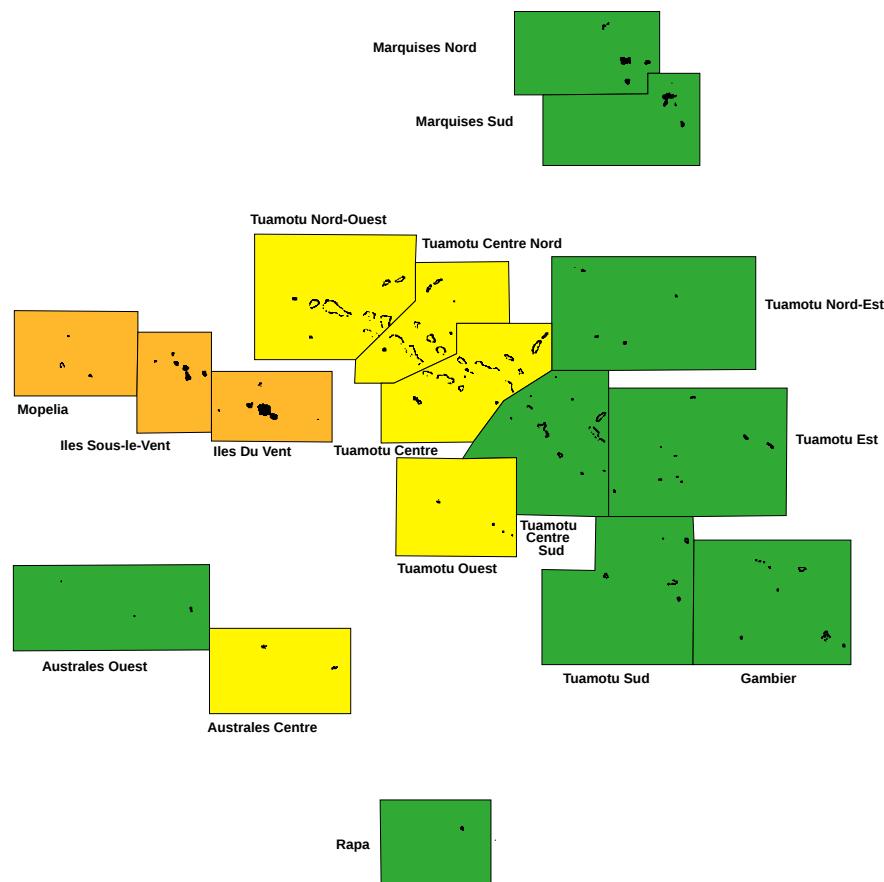 Marquises Nord
Marquises Sud
Tuamotu Nord-Ouest
Tuamotu Centre Nord
Tuamotu Nord-Est
Mopelia
Iles Sous-le-Vent
Iles Du Vent
Tuamotu Centre
Tuamotu Est
Tuamotu
Centre
Sud
Tuamotu Ouest
Australes Ouest
Tuamotu Sud
Gambier
Australes Centre
Rapa